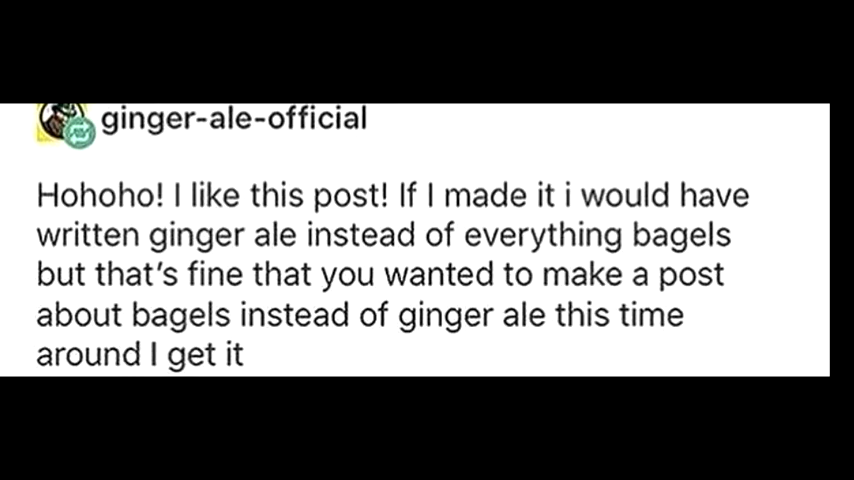 ginger-ale-official
Hohoho! I like this post! If I made it i would have
written ginger ale instead of everything bagels
but that's fine that you wanted to make a post
about bagels instead of ginger ale this time
around I get it